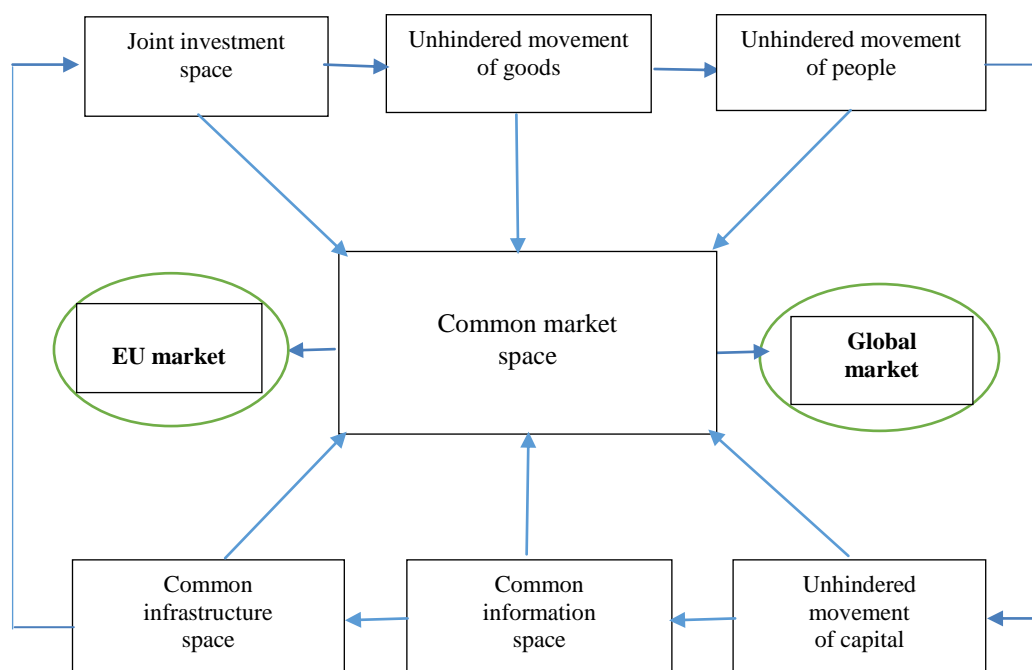 Joint investment
space
Unhindered movement
of goods
Unhindered movement
of people
Common market
space
EU market
Global
market
Common
infrastructure
space
Common
information
space
Unhindered
movement
of capital